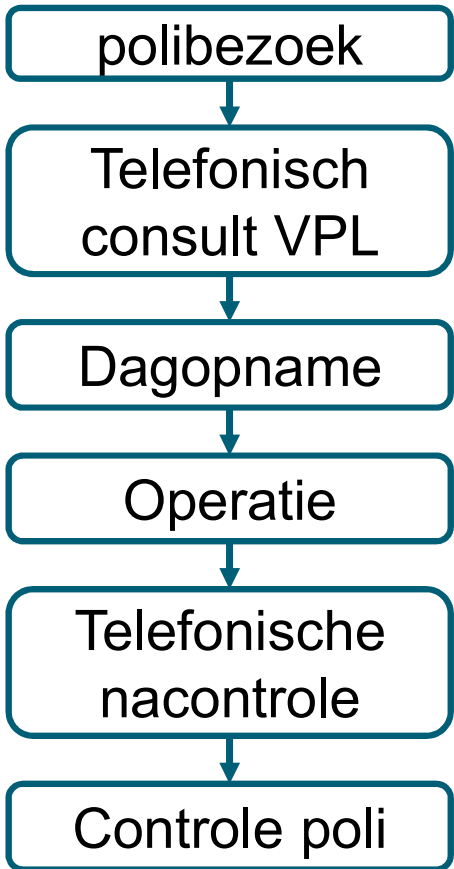 polibezoek
Telefonisch
consult VPL
Dagopname
Operatie
Telefonische
nacontrole
Controle poli